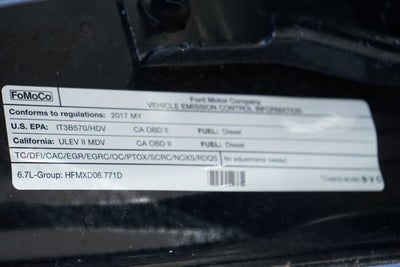 FoMoCo
Ford Motor Company
VEHICLE EMISSION CONTROL INFORMATION
Conforms to regulations: 2017 MY
U.S. EPA: IT3B570/HDV CA OBD II FUEL: Diesel
California: ULEV II MDV CA OBD II FUEL: Diesel
TC/DFI/CAC/EGR/EGRC/OC/PTOX/SCRC/NOXS/RDQS No adjustments needed.
6.7L-Group: HFMXD06.771D